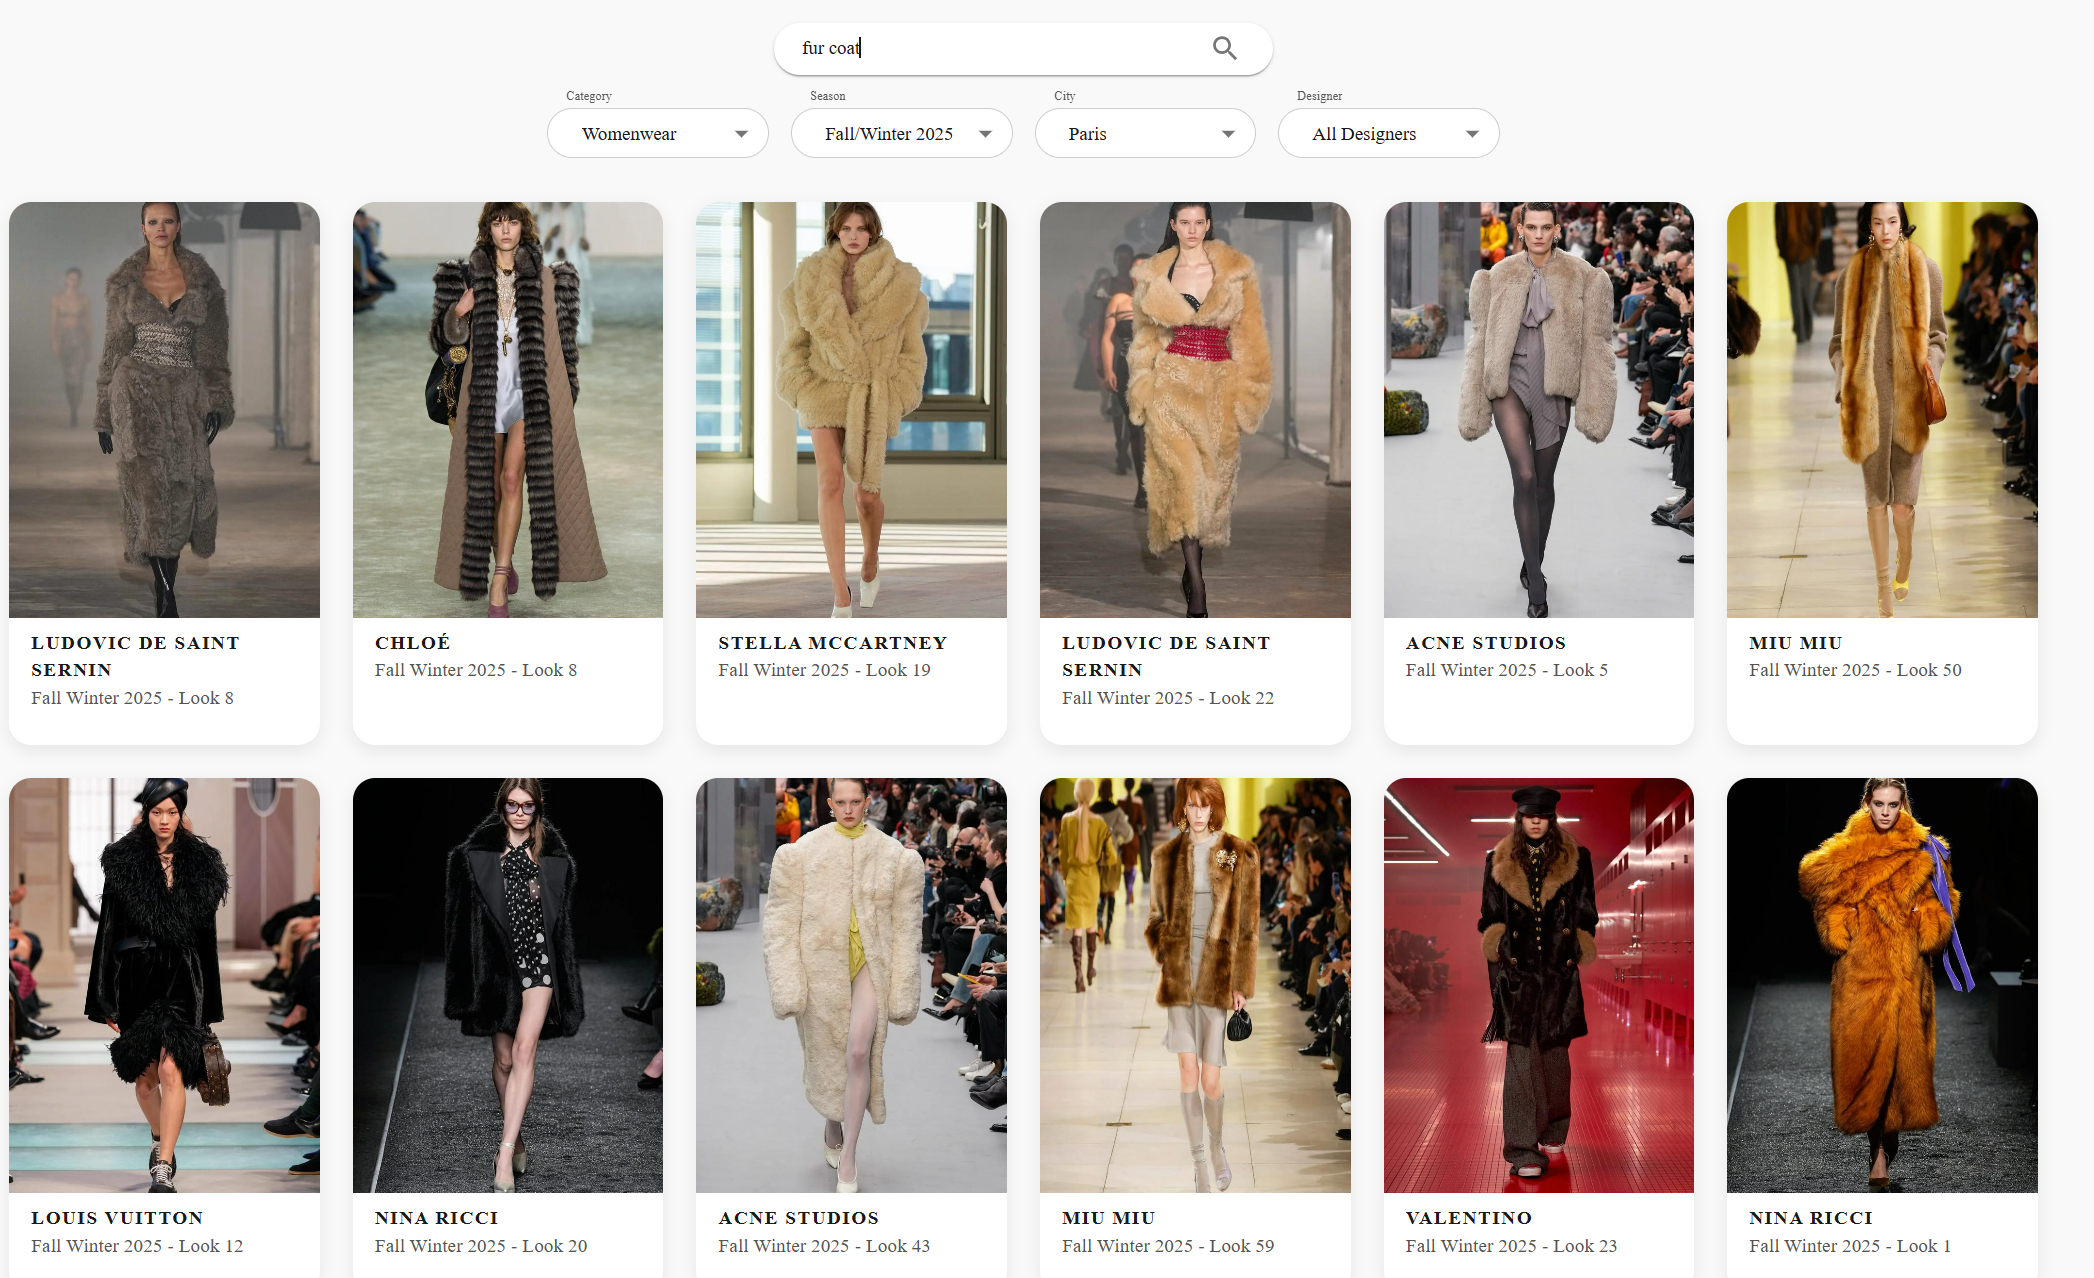 fur coat
Category
Season
City
Designer
Womenwear
Fall/Winter 2025
Paris
All Designers
LUDOVIC DE SAINT
SERNIN
Fall Winter 2025 - Look 8
CHLOÉ
Fall Winter 2025 - Look 8
STELLA MCCARTNEY
Fall Winter 2025 - Look 19
LUDOVIC DE SAINT
SERNIN
Fall Winter 2025 - Look 22
ACNE STUDIOS
Fall Winter 2025 - Look 5
MIU MIU
Fall Winter 2025 - Look 50
LOUIS VUITTON
Fall Winter 2025 - Look 12
NINA RICCI
Fall Winter 2025 - Look 20
ACNE STUDIOS
Fall Winter 2025 - Look 43
MIU MIU
Fall Winter 2025 - Look 59
VALENTINO
Fall Winter 2025 - Look 23
NINA RICCI
Fall Winter 2025 - Look 1